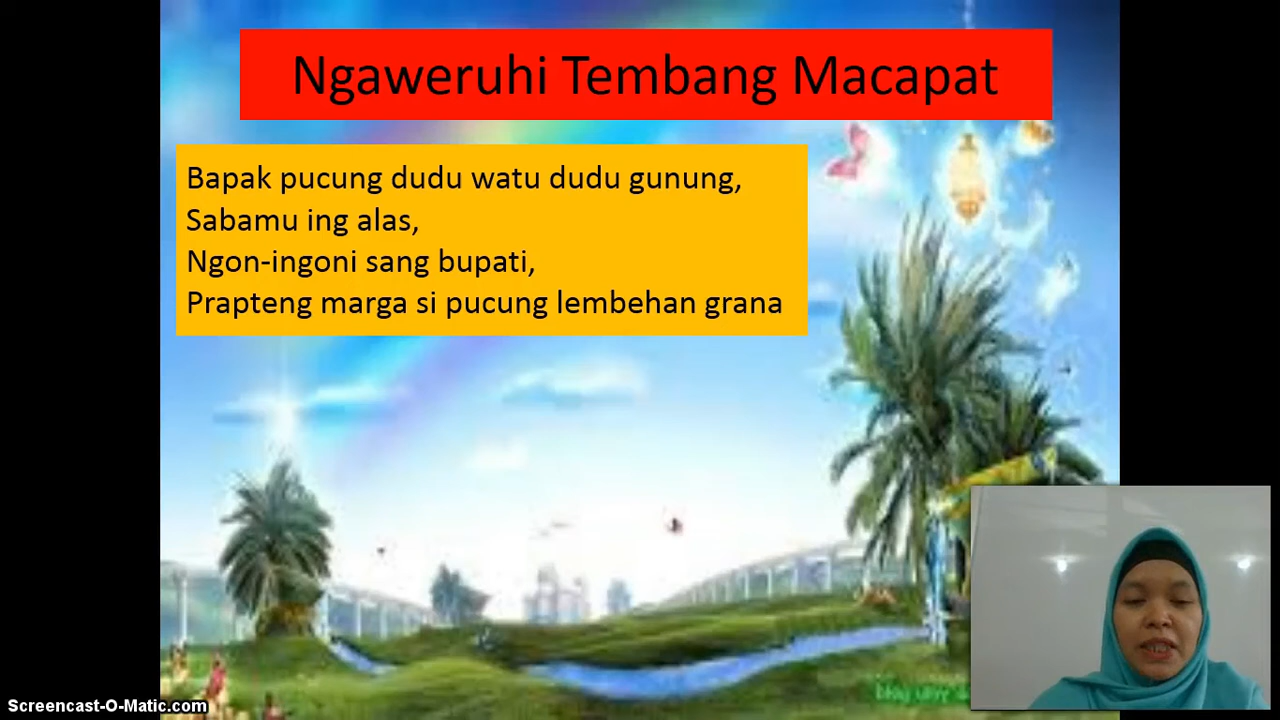 Ngaweruhi Tembang Macapat
Bapak pucung dudu watu dudu gunung,
Sabamu ing alas,
Ngon-ingoni sang bupati,
Prapteng marga si pucung lembehan grana
Screencast-O-Matic.com